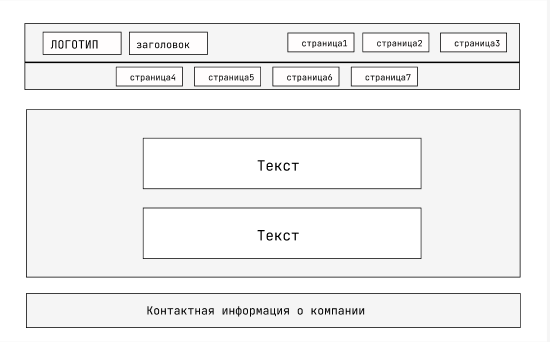 ЛОГОТИП
заголовок
страница1
страница2
страница3
страница4
страница5
страница6
страница7
Текст
Текст
Контактная информация о компании